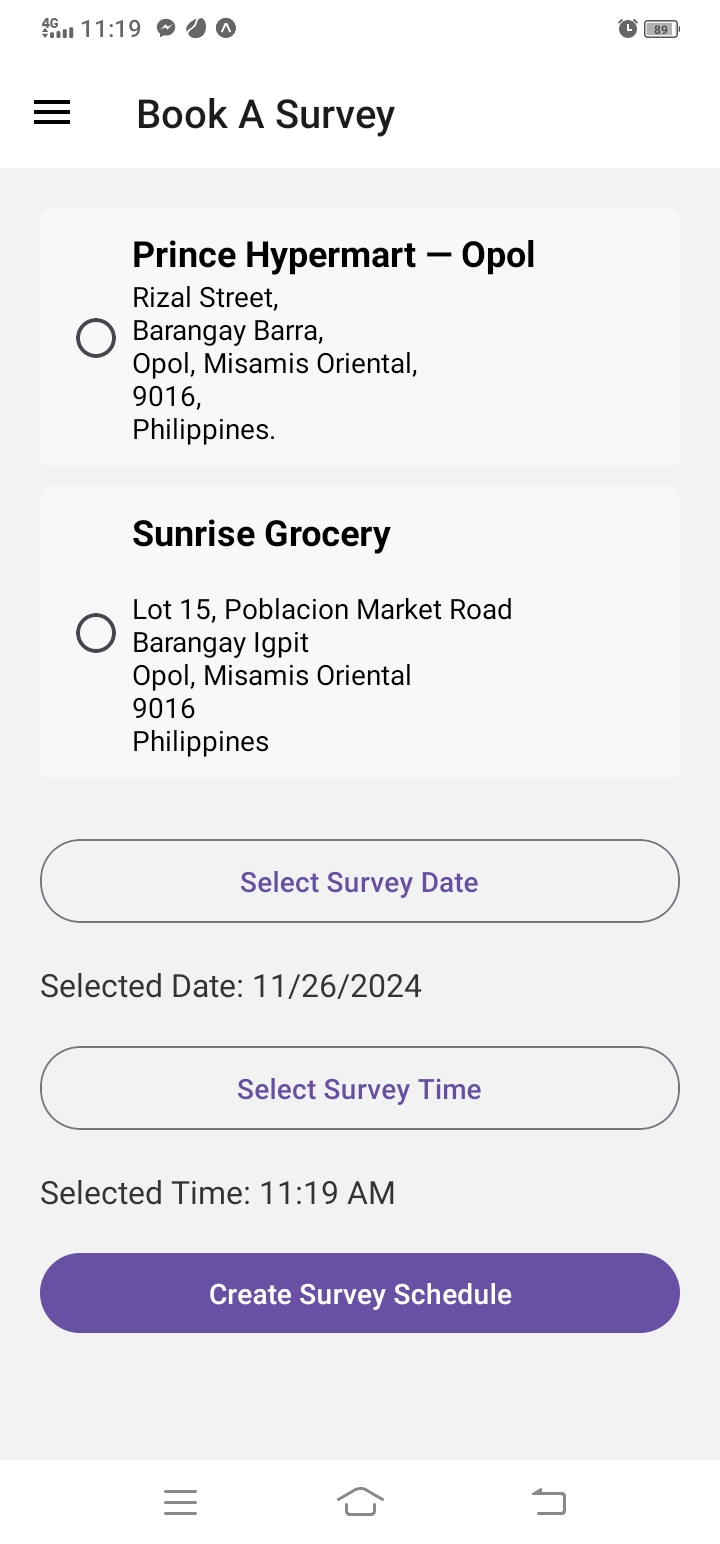 4G 11:19 89
Book A Survey
Prince Hypermart — Opol
Rizal Street,
Barangay Barra,
Opol, Misamis Oriental,
9016,
Philippines.
Sunrise Grocery
Lot 15, Poblacion Market Road
Barangay Igpit
Opol, Misamis Oriental
9016
Philippines
Select Survey Date
Selected Date: 11/26/2024
Select Survey Time
Selected Time: 11:19 AM
Create Survey Schedule